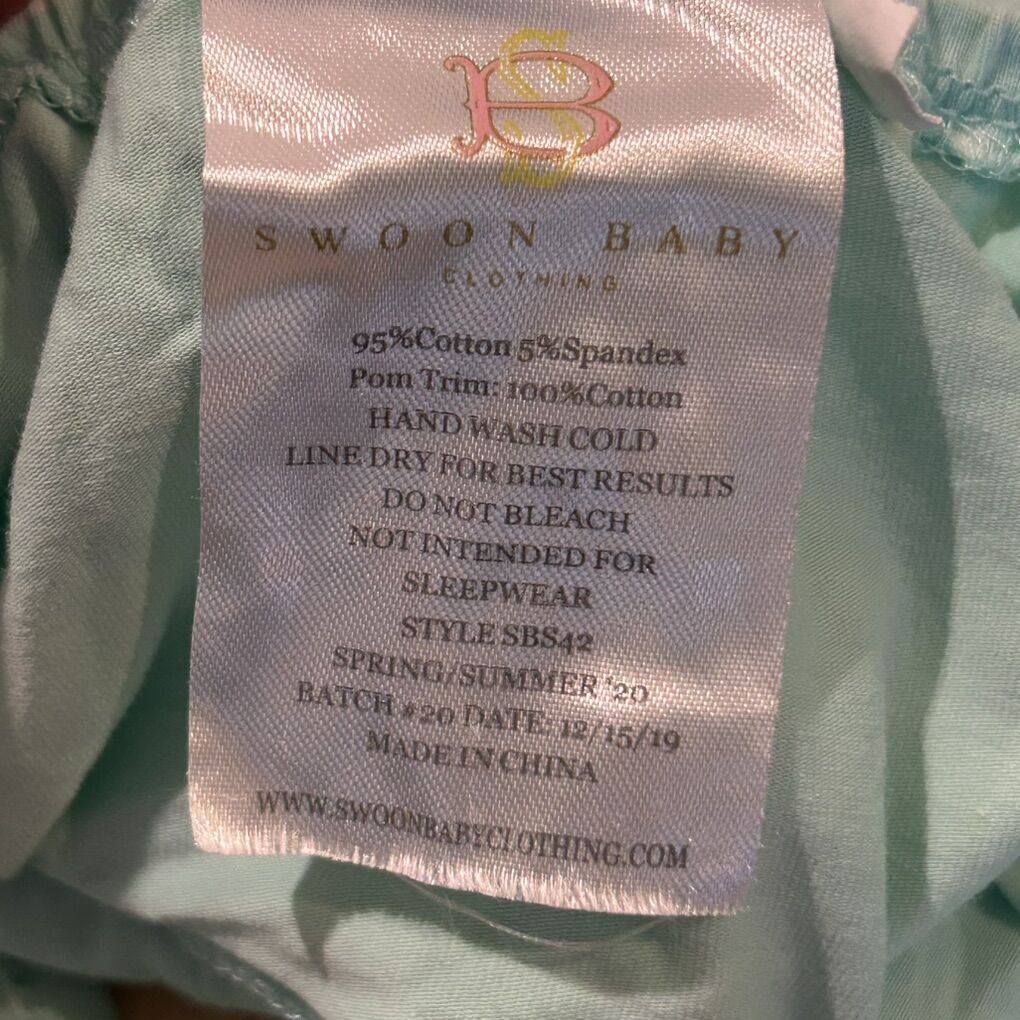 SB
SWOON BABY
CLOTHING
95%Cotton 5%Spandex
Pom Trim: 100%Cotton
HAND WASH COLD
LINE DRY FOR BEST RESULTS
DO NOT BLEACH
NOT INTENDED FOR
SLEEPWEAR
STYLE SBS42
SPRING/SUMMER '20
BATCH #20 DATE: 12/15/19
MADE IN CHINA
WWW.SWOONBABYCLOTHING.COM